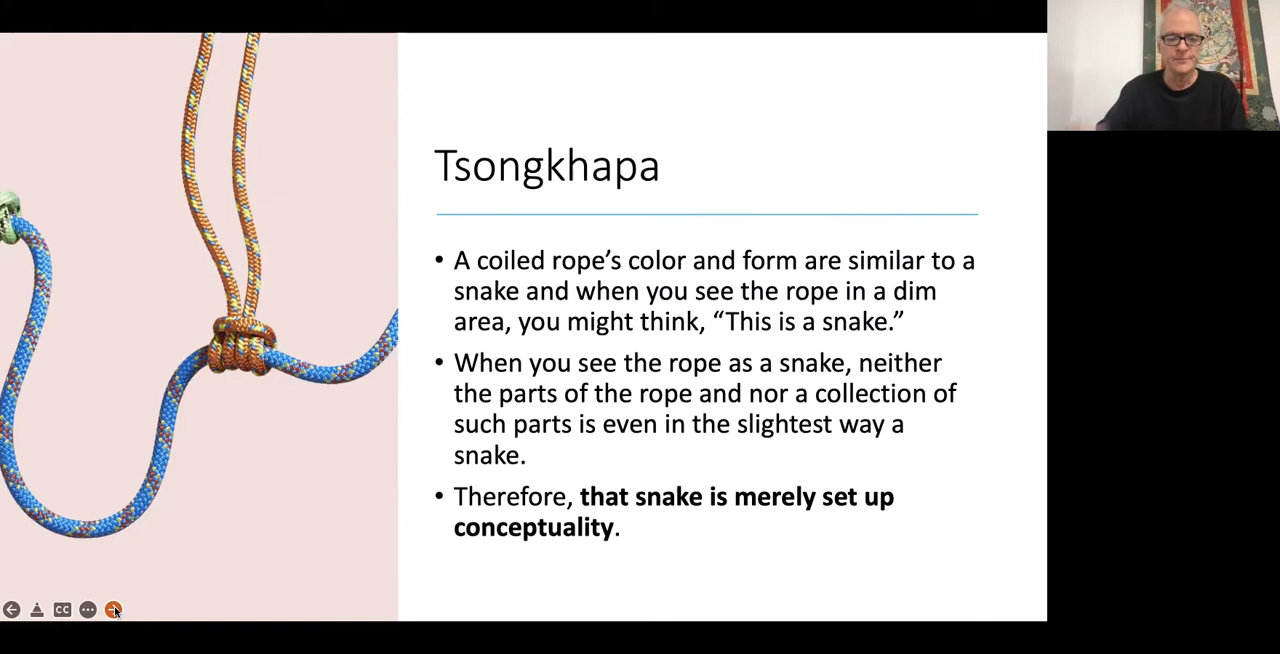 Tsongkhapa
• A coiled rope’s color and form are similar to a
snake and when you see the rope in a dim
area, you might think, “This is a snake.”
• When you see the rope as a snake, neither
the parts of the rope and nor a collection of
such parts is even in the slightest way a
snake.
• Therefore, that snake is merely set up
conceptuality.
CC